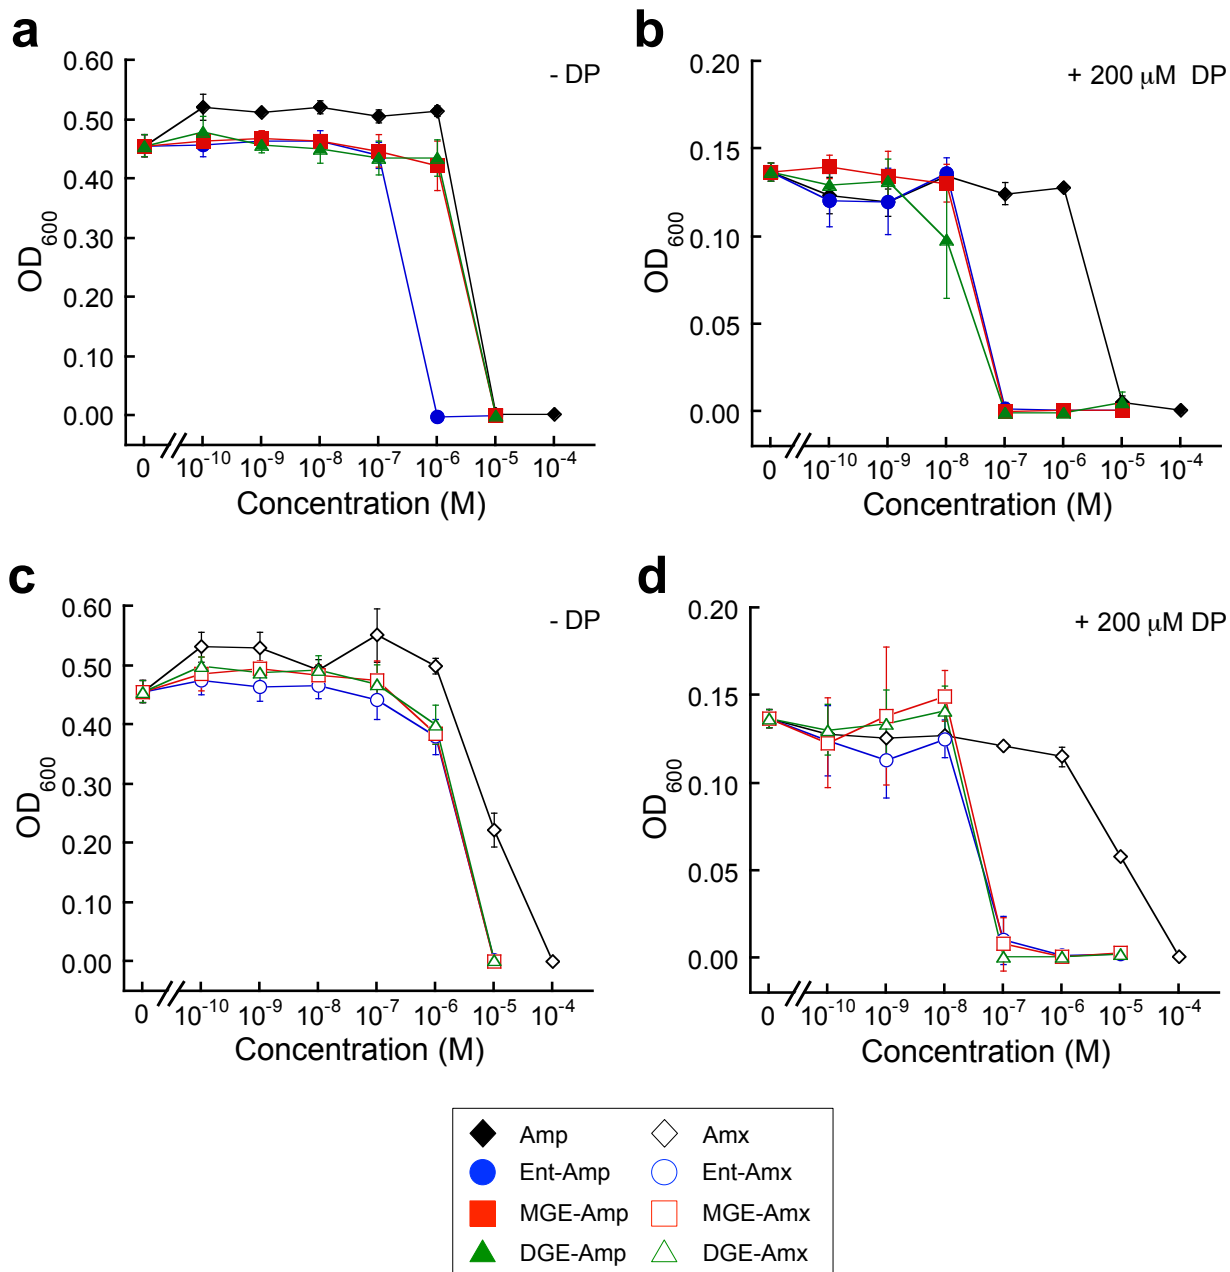 a
- DP
0.60
0.50
0.40
0.30
0.20
0.10
0.00
OD600
0 10-10 10-9 10-8 10-7 10-6 10-5 10-4
Concentration (M)
b
+ 200 μM DP
0.20
0.15
0.10
0.05
0.00
OD600
0 10-10 10-9 10-8 10-7 10-6 10-5 10-4
Concentration (M)
c
- DP
0.60
0.50
0.40
0.30
0.20
0.10
0.00
OD600
0 10-10 10-9 10-8 10-7 10-6 10-5 10-4
Concentration (M)
d
+ 200 μM DP
0.20
0.15
0.10
0.05
0.00
OD600
0 10-10 10-9 10-8 10-7 10-6 10-5 10-4
Concentration (M)
Amp Amx
Ent-Amp Ent-Amx
MGE-Amp MGE-Amx
DGE-Amp DGE-Amx